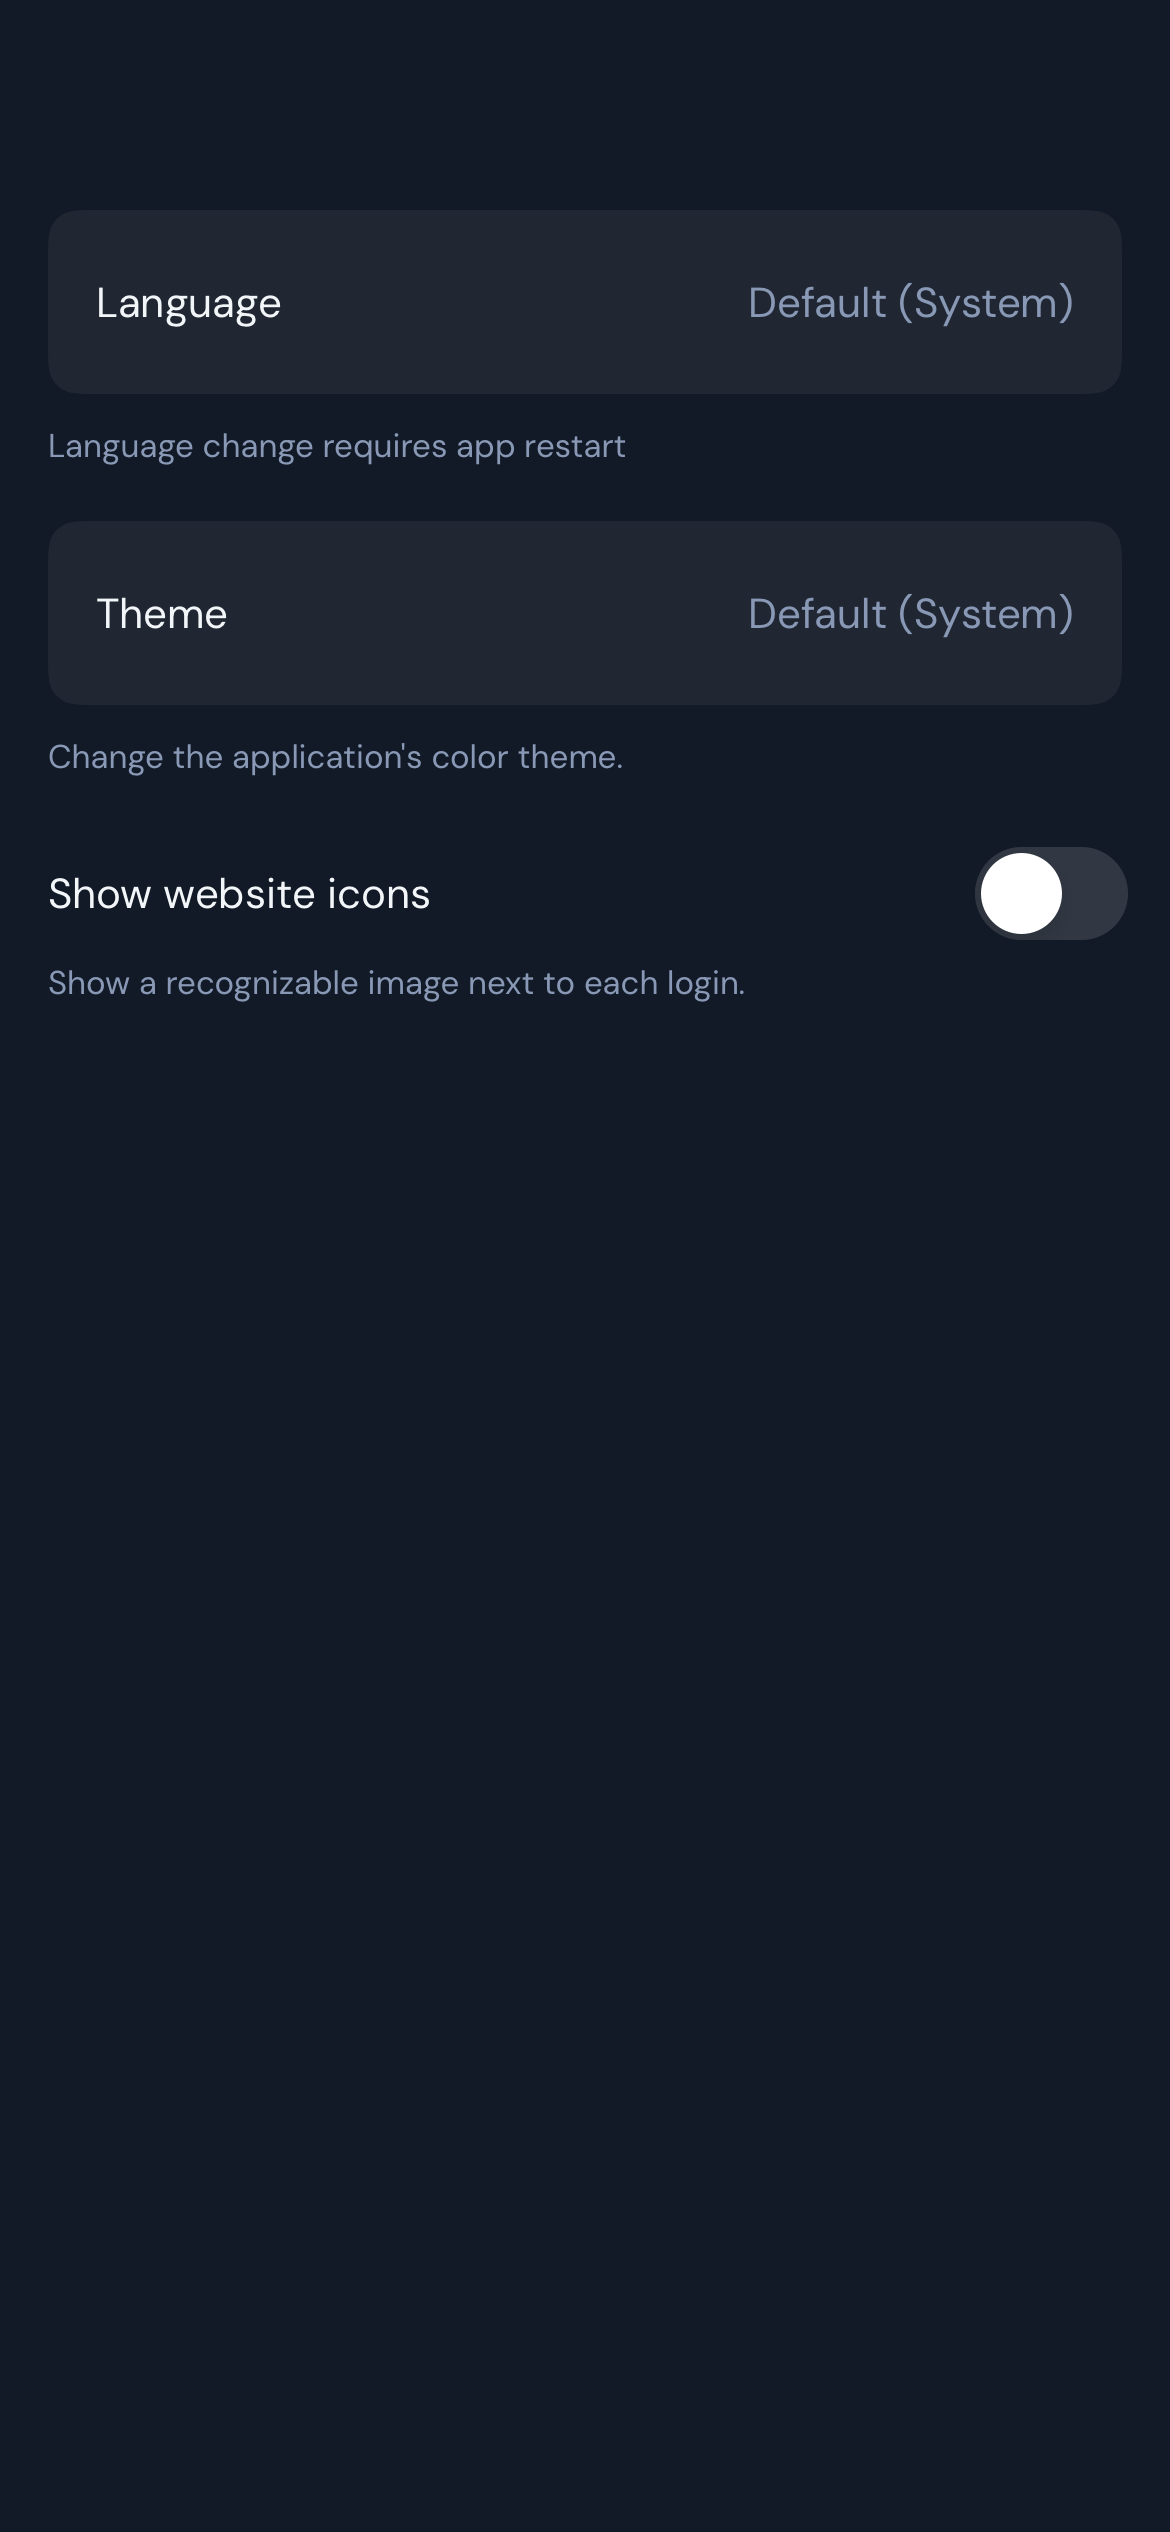 Language
Default (System)
Language change requires app restart
Theme
Default (System)
Change the application's color theme.
Show website icons
Show a recognizable image next to each login.